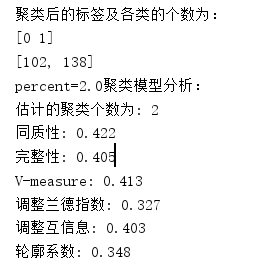 聚类后的标签及各类的个数为:
[0 1]
[102, 138]
percent=2.0聚类模型分析:
估计的聚类个数为: 2
同质性: 0.422
完整性: 0.405
V-measure: 0.413
调整兰德指数: 0.327
调整互信息: 0.403
轮廓系数: 0.348